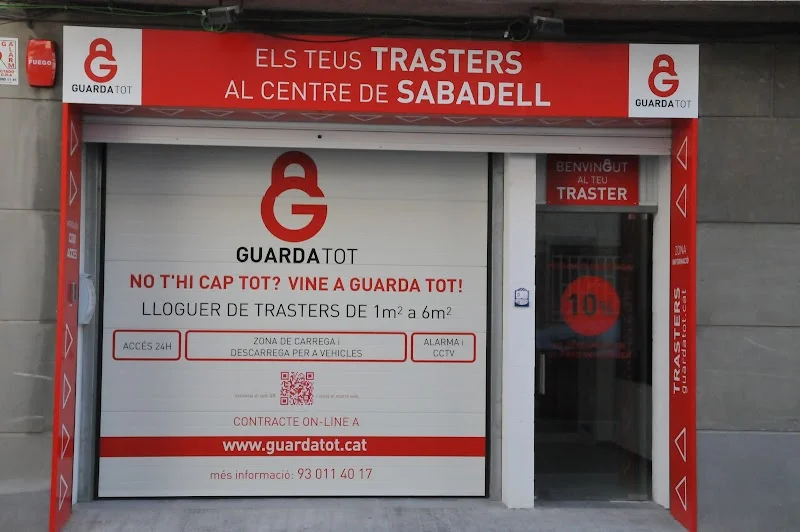 FUEGO
GUARDATOT
ELS TEUS TRASTERS
AL CENTRE DE SABADELL
GUARDATOT
BENVINGUT
AL TEU
TRASTER
G
GUARDATOT
NO T'HI CAP TOT? VINE A GUARDA TOT!
LLOGUER DE TRASTERS DE 1m² a 6m²
ACCÉS 24H
ZONA DE CARREGA i
DESCARREGA PER A VEHICLES
ALARMA i
CCTV
CONTRACTE ON-LINE A
www.guardatot.cat
més informació: 93 011 40 17
ZONA
TRASTERS
guardatot.cat